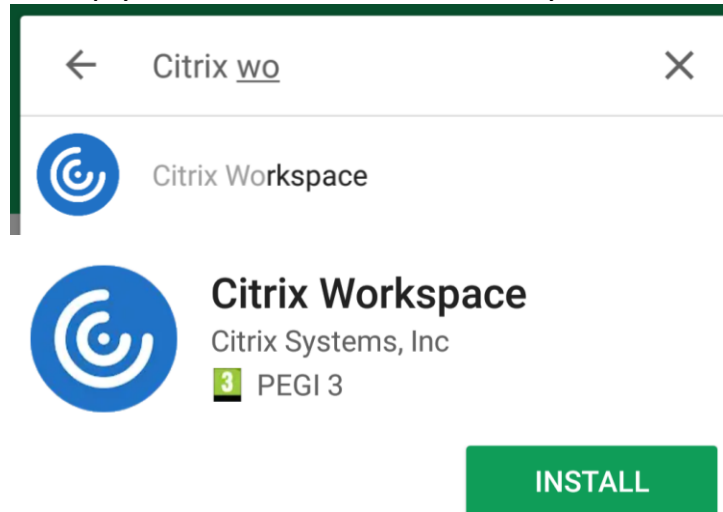 Citrix wo
Citrix Workspace
Citrix Workspace
Citrix Systems, Inc
3 PEGI 3
INSTALL